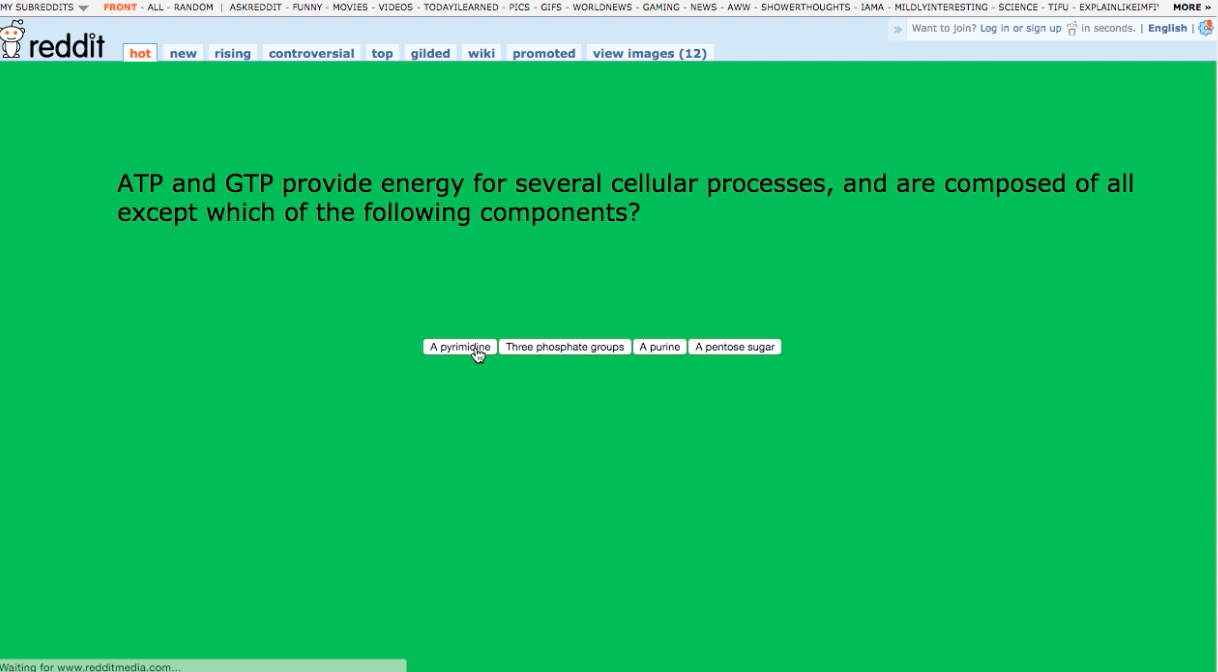 MY SUBREDDITS FRONT - ALL - RANDOM | ASKREDDIT - FUNNY - MOVIES - VIDEOS - TODAYILEARNED - PICS - GIFS - WORLDNEWS - GAMING - NEWS - AWW - SHOWERTHOUGHTS - IAMA - MILDLYINTERESTING - SCIENCE - TIFU - EXPLAINLIKEIMFI' MORE »
» Want to join? Log in or sign up in seconds. | English |
reddit hot new rising controversial top gilded wiki promoted view images (12)
ATP and GTP provide energy for several cellular processes, and are composed of all
except which of the following components?
A pyrimidine Three phosphate groups A purine A pentose sugar
Waiting for www.redditmedia.com...